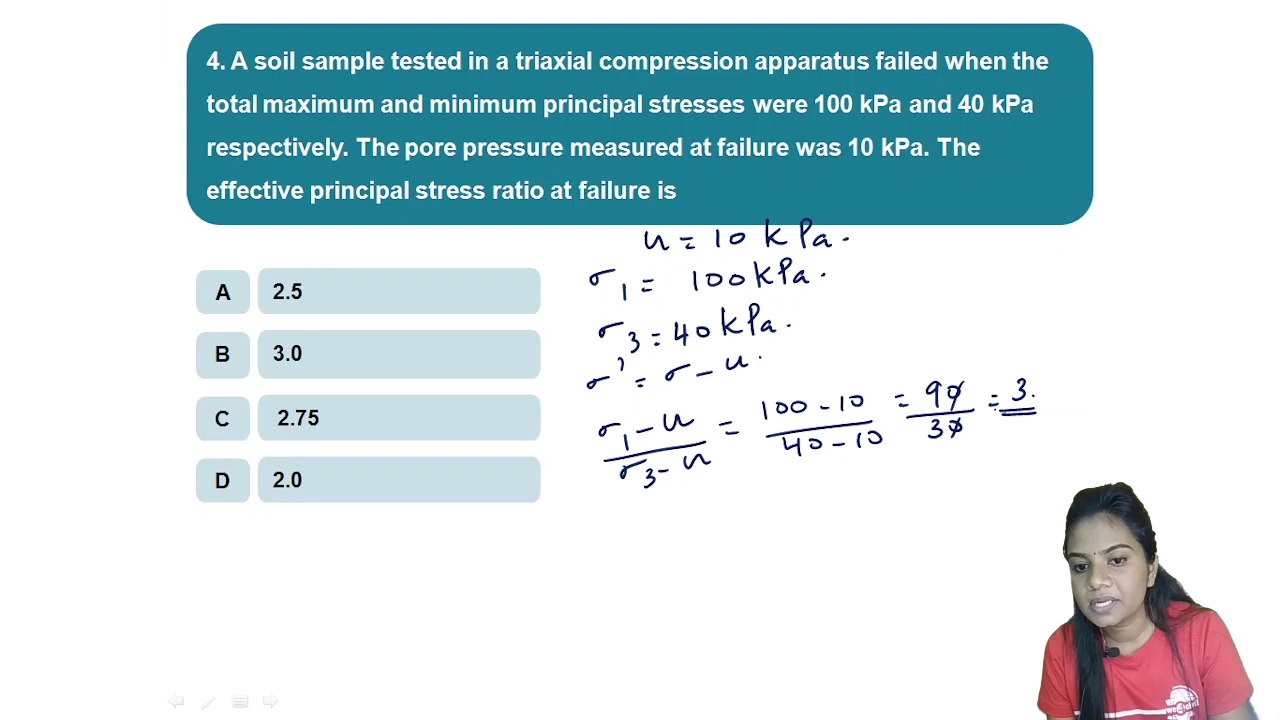 4. A soil sample tested in a triaxial compression apparatus failed when the
total maximum and minimum principal stresses were 100 kPa and 40 kPa
respectively. The pore pressure measured at failure was 10 kPa. The
effective principal stress ratio at failure is
A 2.5
B 3.0
C 2.75
D 2.0
u = 10 kPa.
σ₁ = 100 kPa.
σ₃ = 40 kPa.
σ' = σ - u.
(σ₁ - u)/(σ₃ - u) = (100 - 10)/(40 - 10) = 90/30 = 3.